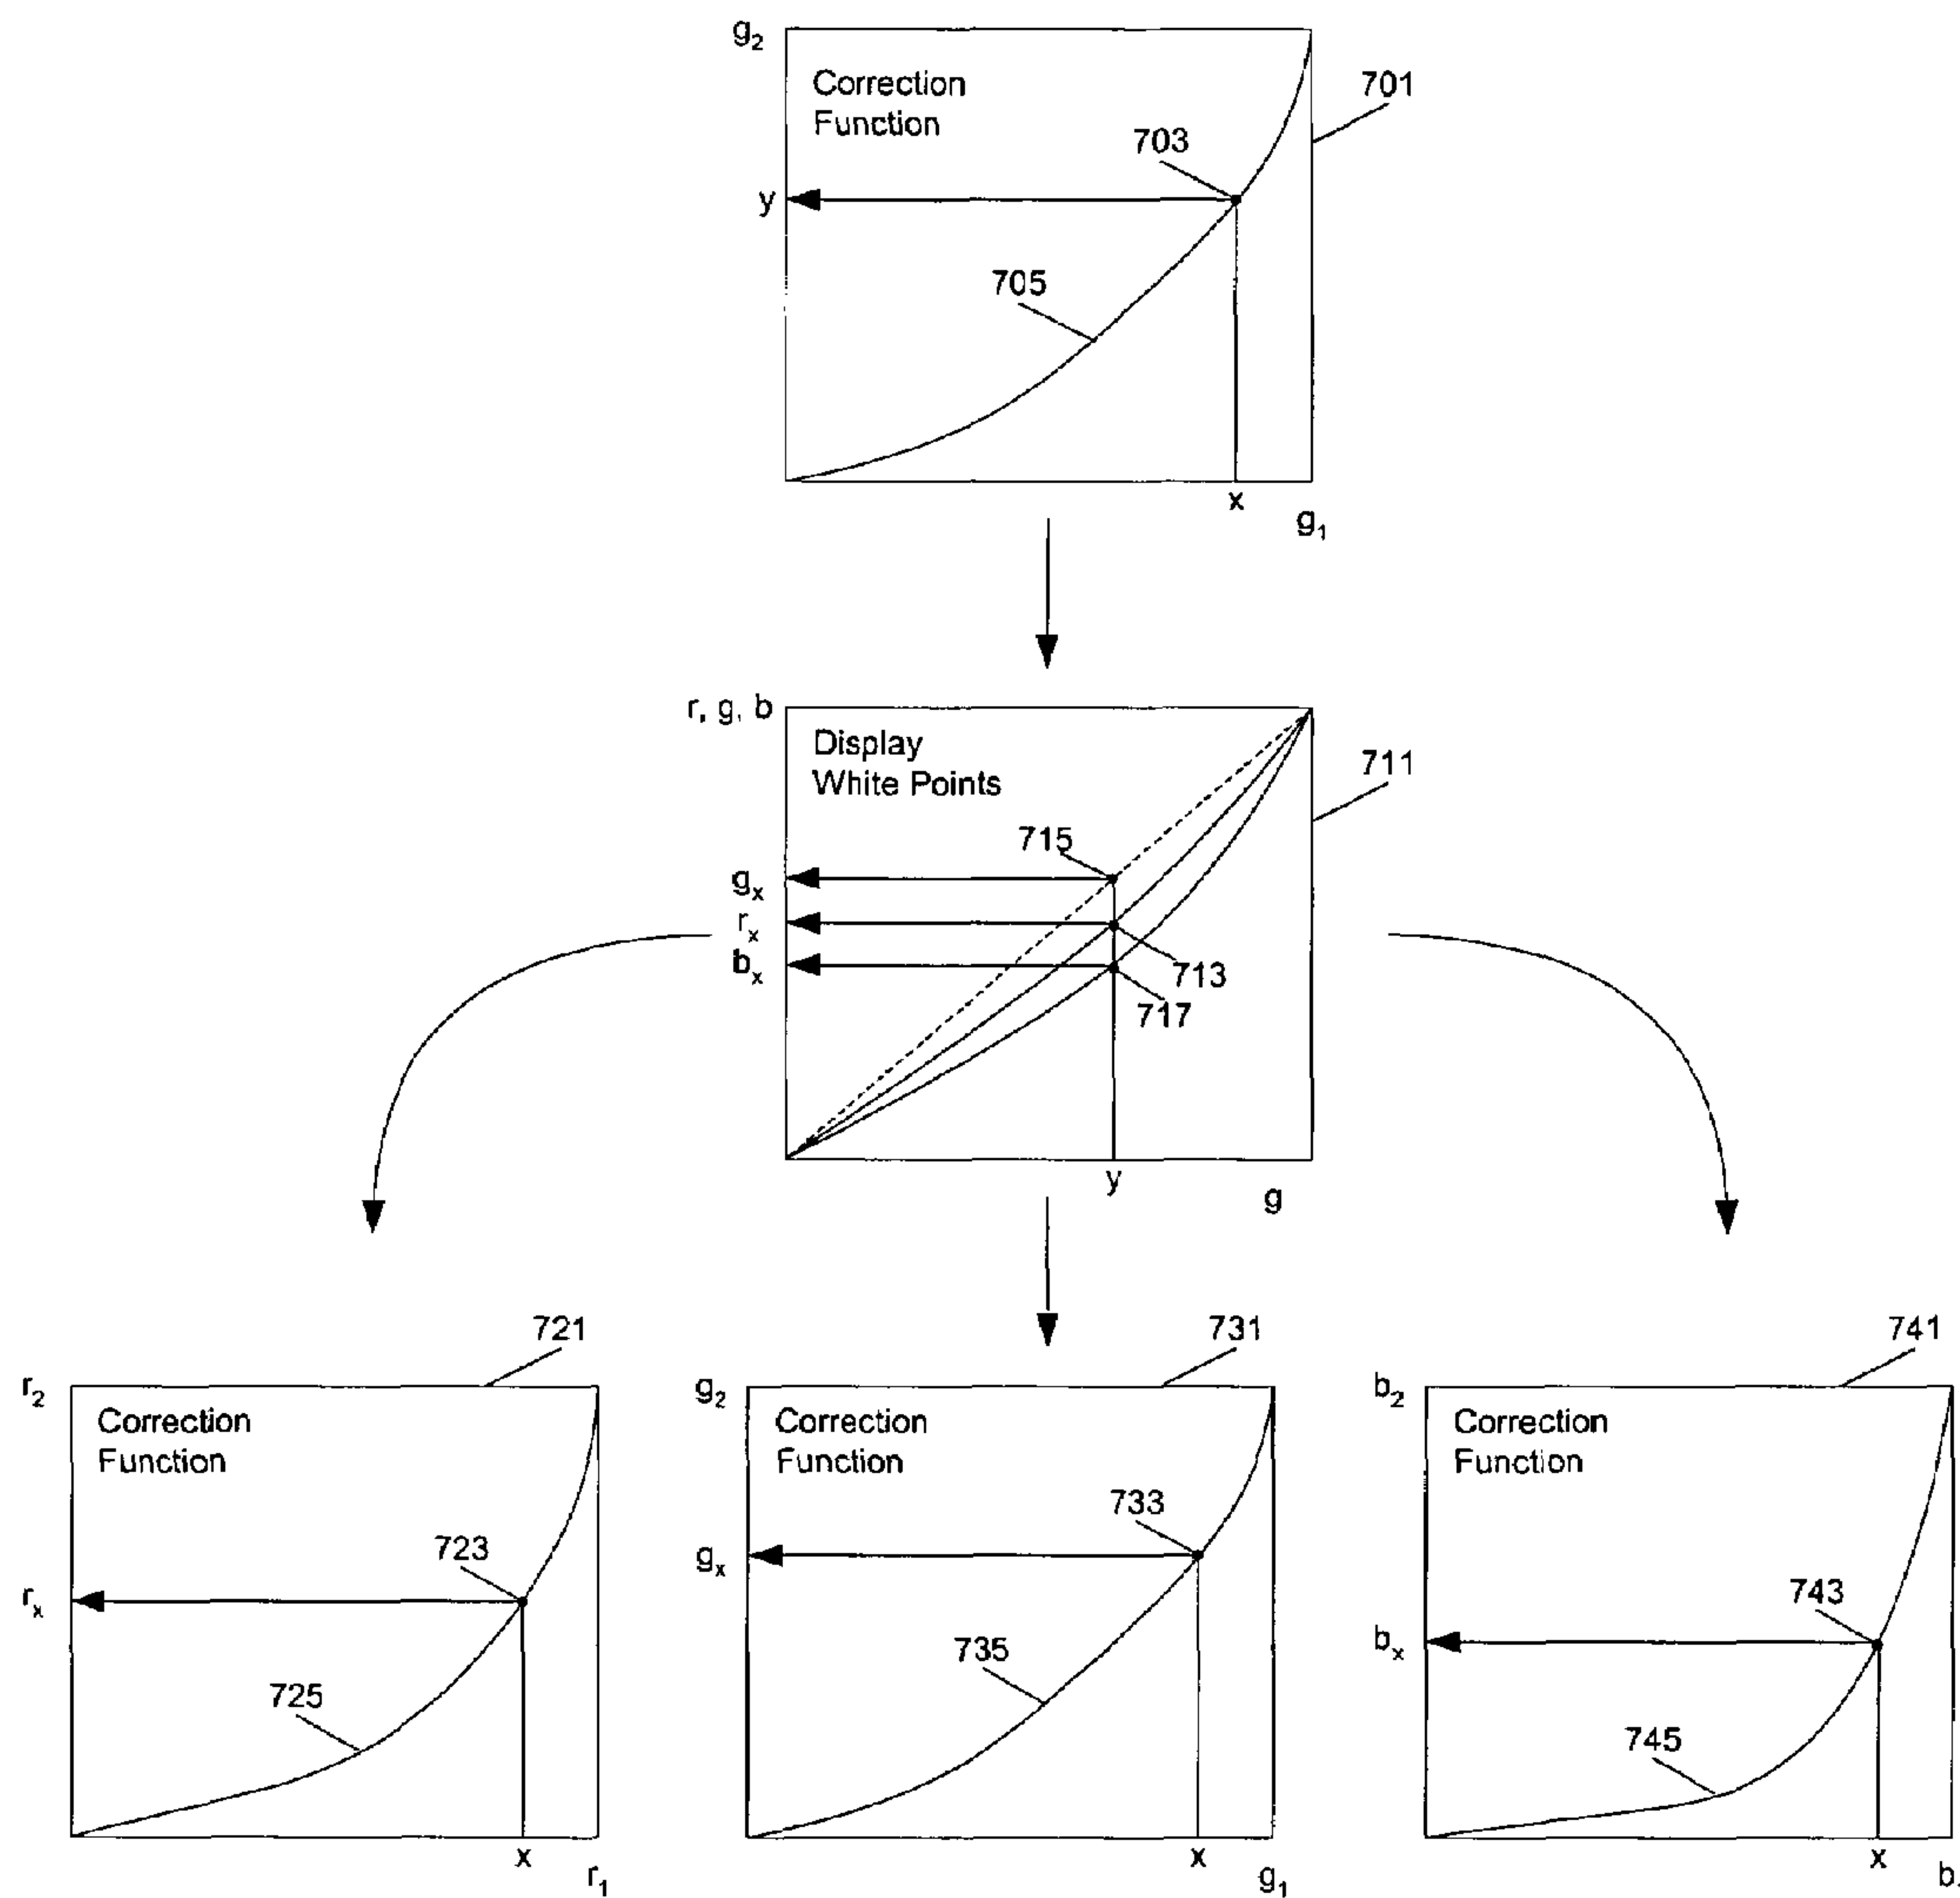 g₂
Correction
Function
701
703
y
705
x
g₁
r, g, b
Display
White Points
711
715
gₓ
rₓ
bₓ
713
717
y
g
721
731
741
r₂
Correction
Function
723
rₓ
725
x
r₁
g₂
Correction
Function
733
gₓ
735
x
g₁
b₂
Correction
Function
743
bₓ
745
x
b